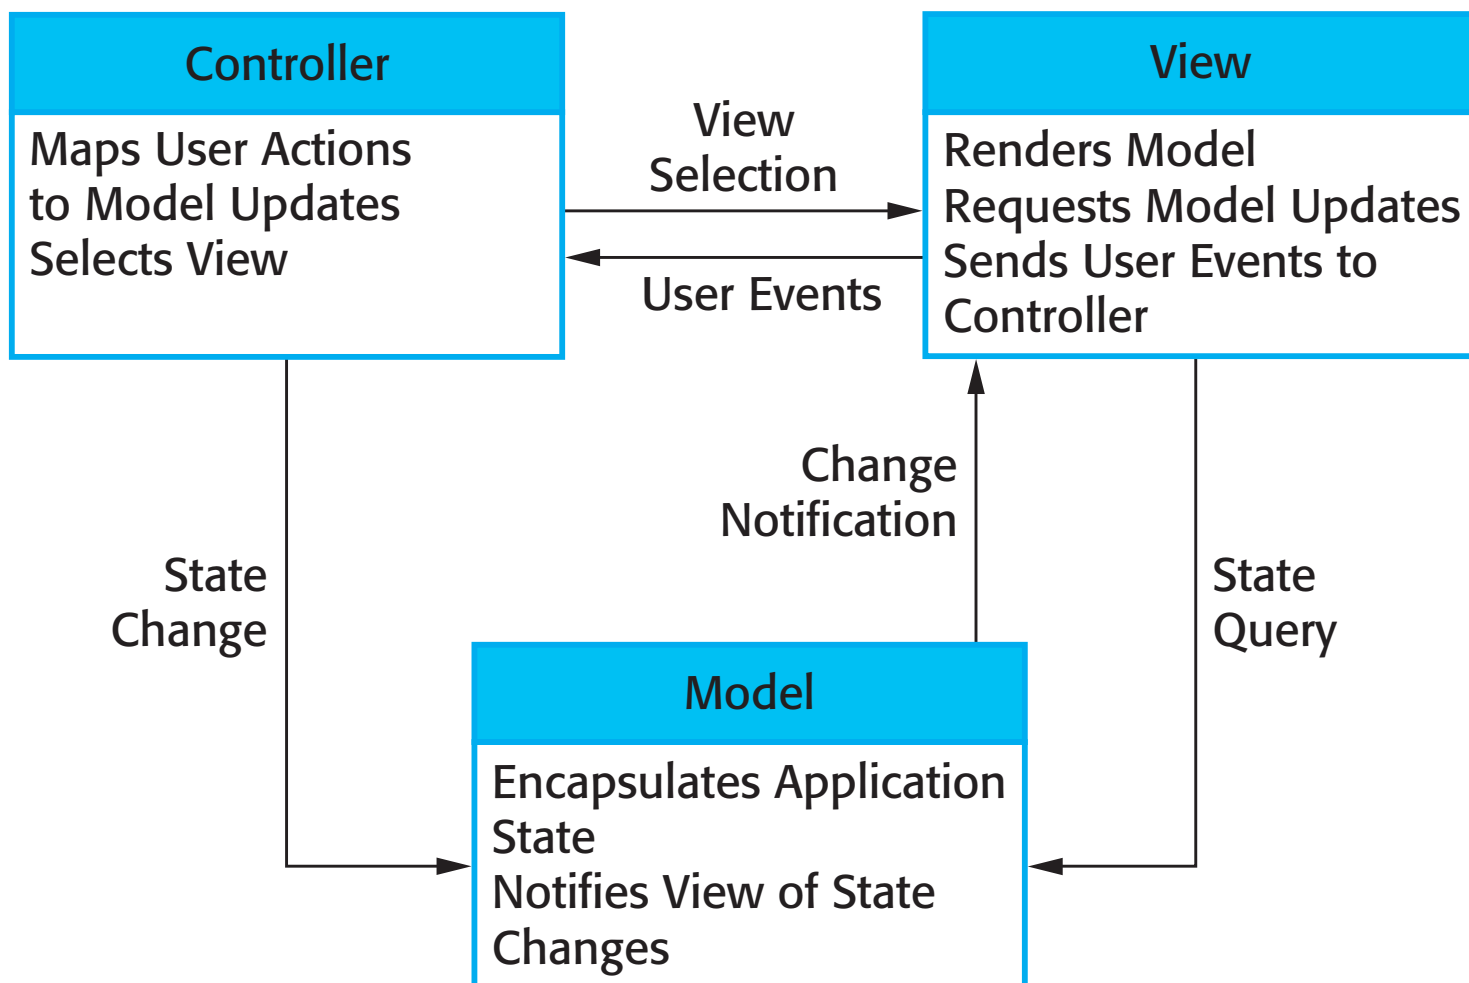 Controller
Maps User Actions
to Model Updates
Selects View
View
Selection
User Events
View
Renders Model
Requests Model Updates
Sends User Events to
Controller
Change
Notification
State
Change
State
Query
Model
Encapsulates Application
State
Notifies View of State
Changes